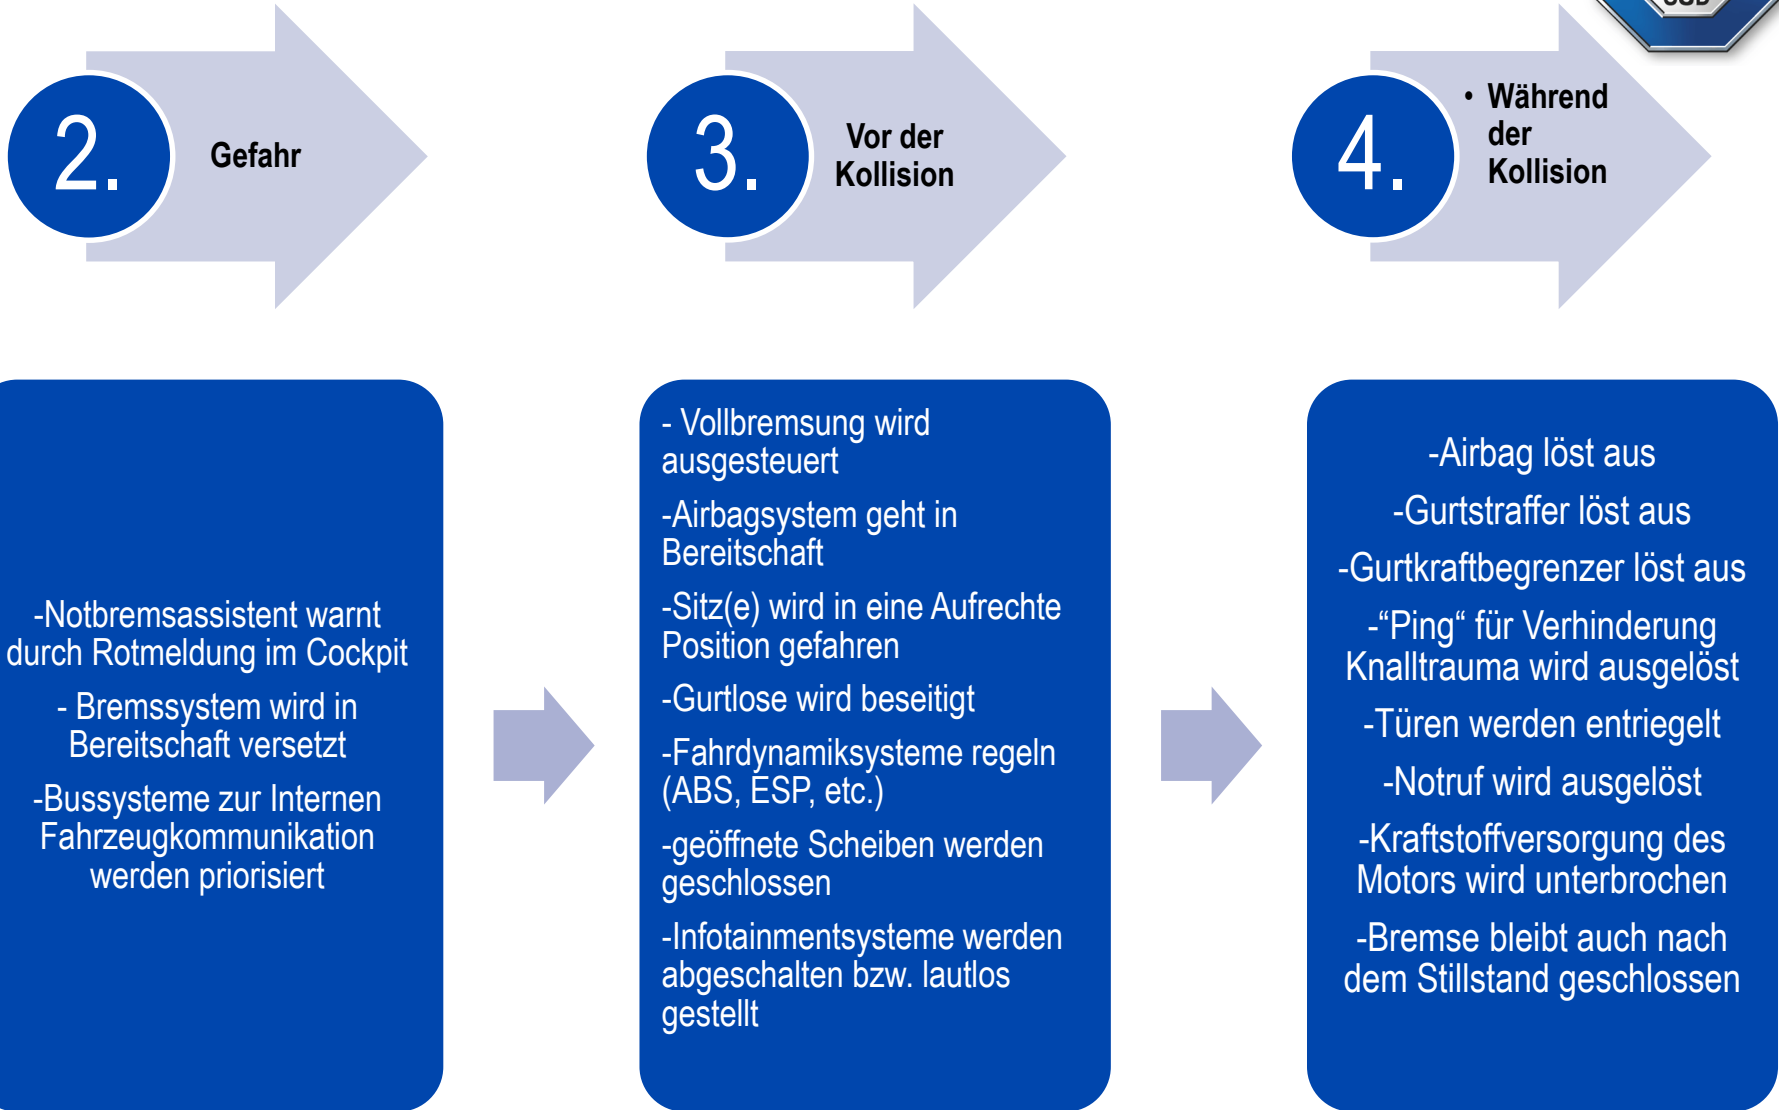 2.
Gefahr
3.
Vor der
Kollision
4.
• Während
der
Kollision
-Notbremsassistent warnt
durch Rotmeldung im Cockpit
- Bremssystem wird in
Bereitschaft versetzt
-Bussysteme zur Internen
Fahrzeugkommunikation
werden priorisiert
- Vollbremsung wird
ausgesteuert
-Airbagsystem geht in
Bereitschaft
-Sitz(e) wird in eine Aufrechte
Position gefahren
-Gurtlose wird beseitigt
-Fahrdynamiksysteme regeln
(ABS, ESP, etc.)
-geöffnete Scheiben werden
geschlossen
-Infotainmentsysteme werden
abgeschalten bzw. lautlos
gestellt
-Airbag löst aus
-Gurtstraffer löst aus
-Gurtkraftbegrenzer löst aus
-“Ping“ für Verhinderung
Knalltrauma wird ausgelöst
-Türen werden entriegelt
-Notruf wird ausgelöst
-Kraftstoffversorgung des
Motors wird unterbrochen
-Bremse bleibt auch nach
dem Stillstand geschlossen